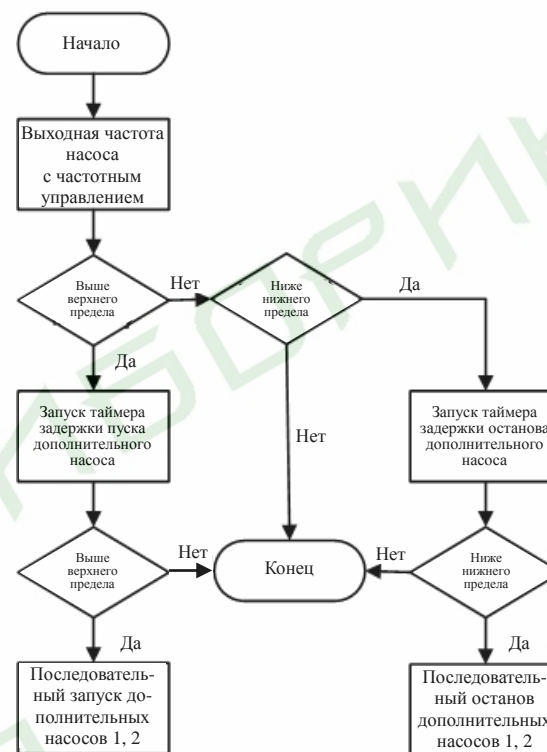 Начало
Выходная частота
насоса
с частотным
управлением
Выше
верхнего
предела
Нет
Ниже
нижнего
предела
Да
Да
Запуск таймера
задержки пуска
дополнительного
насоса
Нет
Запуск таймера
задержки останова
дополнительного
насоса
Выше
верхнего
предела
Нет
Конец
Нет
Ниже
нижнего
предела
Да
Да
Последователь-
ный запуск до-
полнительных
насосов 1, 2
Последователь-
ный останов
дополнительных
насосов 1, 2